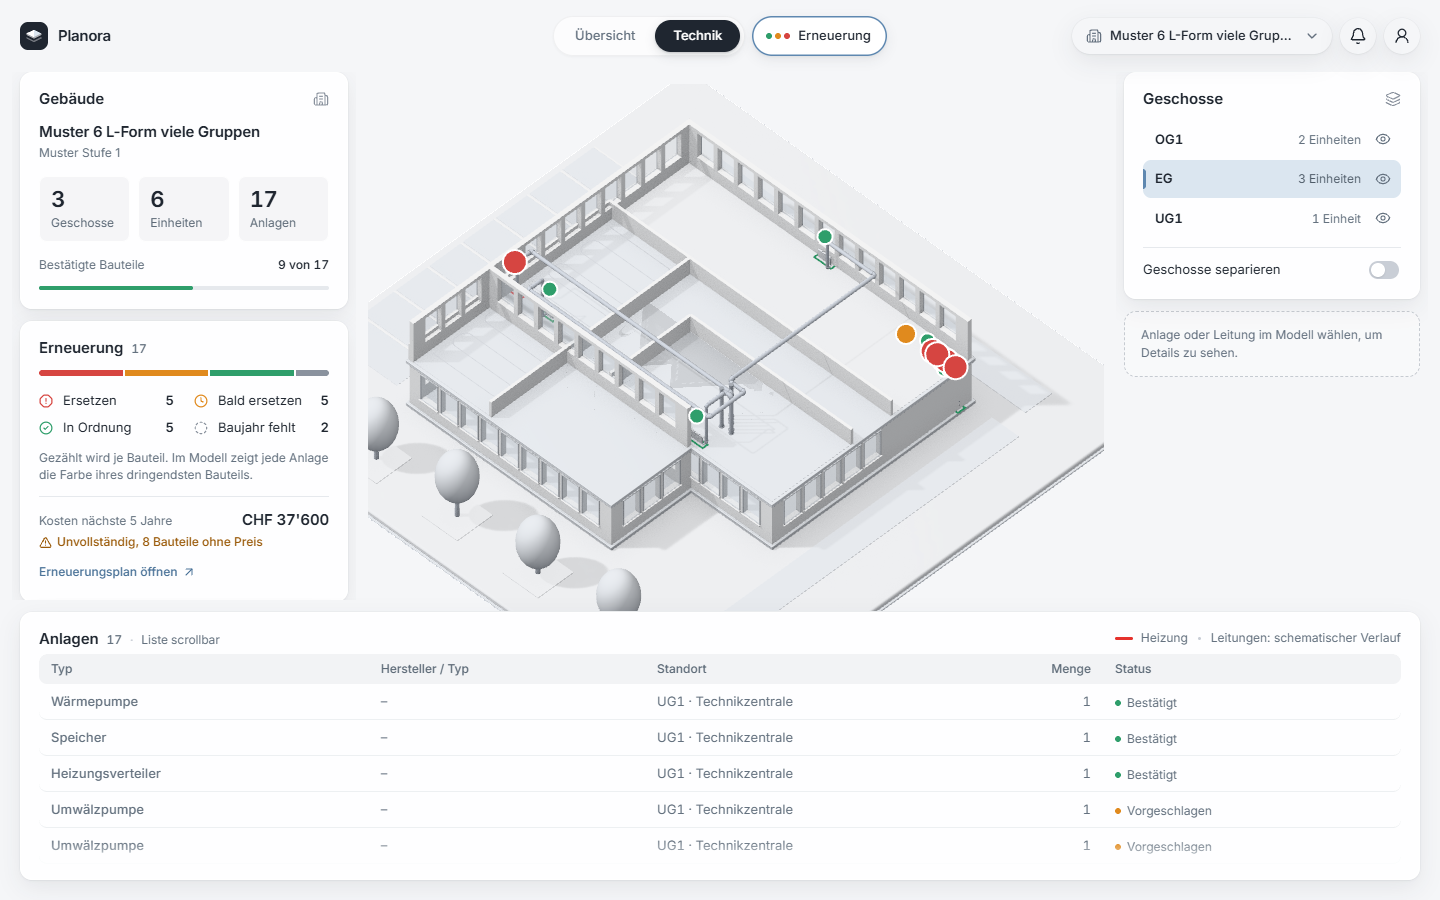 Planora
Übersicht
Technik
Erneuerung
Muster 6 L-Form viele Grup...
Gebäude
Muster 6 L-Form viele Gruppen
Muster Stufe 1
3
Geschosse
6
Einheiten
17
Anlagen
Bestätigte Bauteile
9 von 17
Erneuerung 17
Ersetzen 5
Bald ersetzen 5
In Ordnung 5
Baujahr fehlt 2
Gezählt wird je Bauteil. Im Modell zeigt jede Anlage
die Farbe ihres dringendsten Bauteils.
Kosten nächste 5 Jahre CHF 37'600
Unvollständig, 8 Bauteile ohne Preis
Erneuerungsplan öffnen
Geschosse
OG1 2 Einheiten
EG 3 Einheiten
UG1 1 Einheit
Geschosse separieren
Anlage oder Leitung im Modell wählen, um
Details zu sehen.
Anlagen 17 · Liste scrollbar
Heizung • Leitungen: schematischer Verlauf
Typ Hersteller / Typ Standort Menge Status
Wärmepumpe – UG1 · Technikzentrale 1 Bestätigt
Speicher – UG1 · Technikzentrale 1 Bestätigt
Heizungsverteiler – UG1 · Technikzentrale 1 Bestätigt
Umwälzpumpe – UG1 · Technikzentrale 1 Vorgeschlagen
Umwälzpumpe – UG1 · Technikzentrale 1 Vorgeschlagen